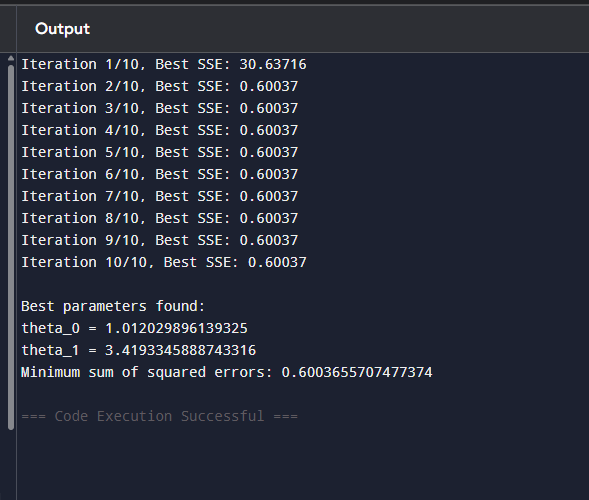 Output
Iteration 1/10, Best SSE: 30.63716
Iteration 2/10, Best SSE: 0.60037
Iteration 3/10, Best SSE: 0.60037
Iteration 4/10, Best SSE: 0.60037
Iteration 5/10, Best SSE: 0.60037
Iteration 6/10, Best SSE: 0.60037
Iteration 7/10, Best SSE: 0.60037
Iteration 8/10, Best SSE: 0.60037
Iteration 9/10, Best SSE: 0.60037
Iteration 10/10, Best SSE: 0.60037
Best parameters found:
theta_0 = 1.012029896139325
theta_1 = 3.4193345888743316
Minimum sum of squared errors: 0.6003655707477374
=== Code Execution Successful ===